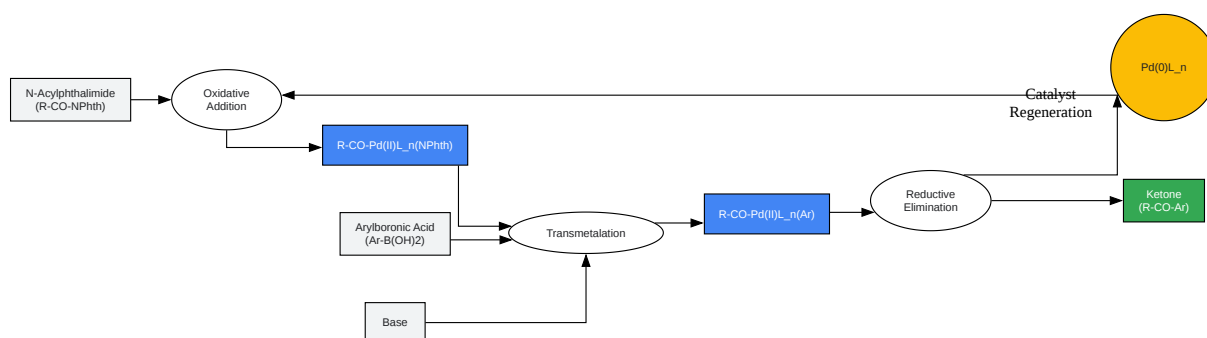 Pd(0)L_n
N-Acylphthalimide
(R-CO-NPhth)
Oxidative
Addition
Catalyst
Regeneration
R-CO-Pd(II)L_n(NPhth)
Arylboronic Acid
(Ar-B(OH)2)
Transmetalation
R-CO-Pd(II)L_n(Ar)
Reductive
Elimination
Ketone
(R-CO-Ar)
Base